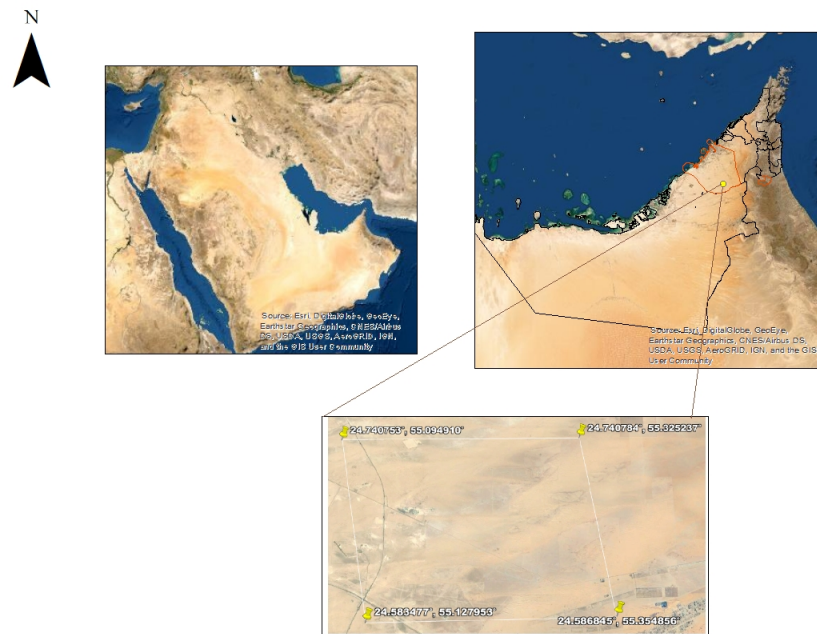 N
Source: Esri, DigitalGlobe, GeoEye,
Earthstar Geographics, CNES/Airbus
DS, USDA, USGS, AeroGRID, IGN,
and the GIS User Community
Source: Esri, DigitalGlobe, GeoEye,
Earthstar Geographics, CNES/Airbus DS,
USDA, USGS, AeroGRID, IGN, and the GIS
User Community
24.740753°, 55.094910°
24.740784°, 55.325237°
24.583477°, 55.127953°
24.586845°, 55.354856°